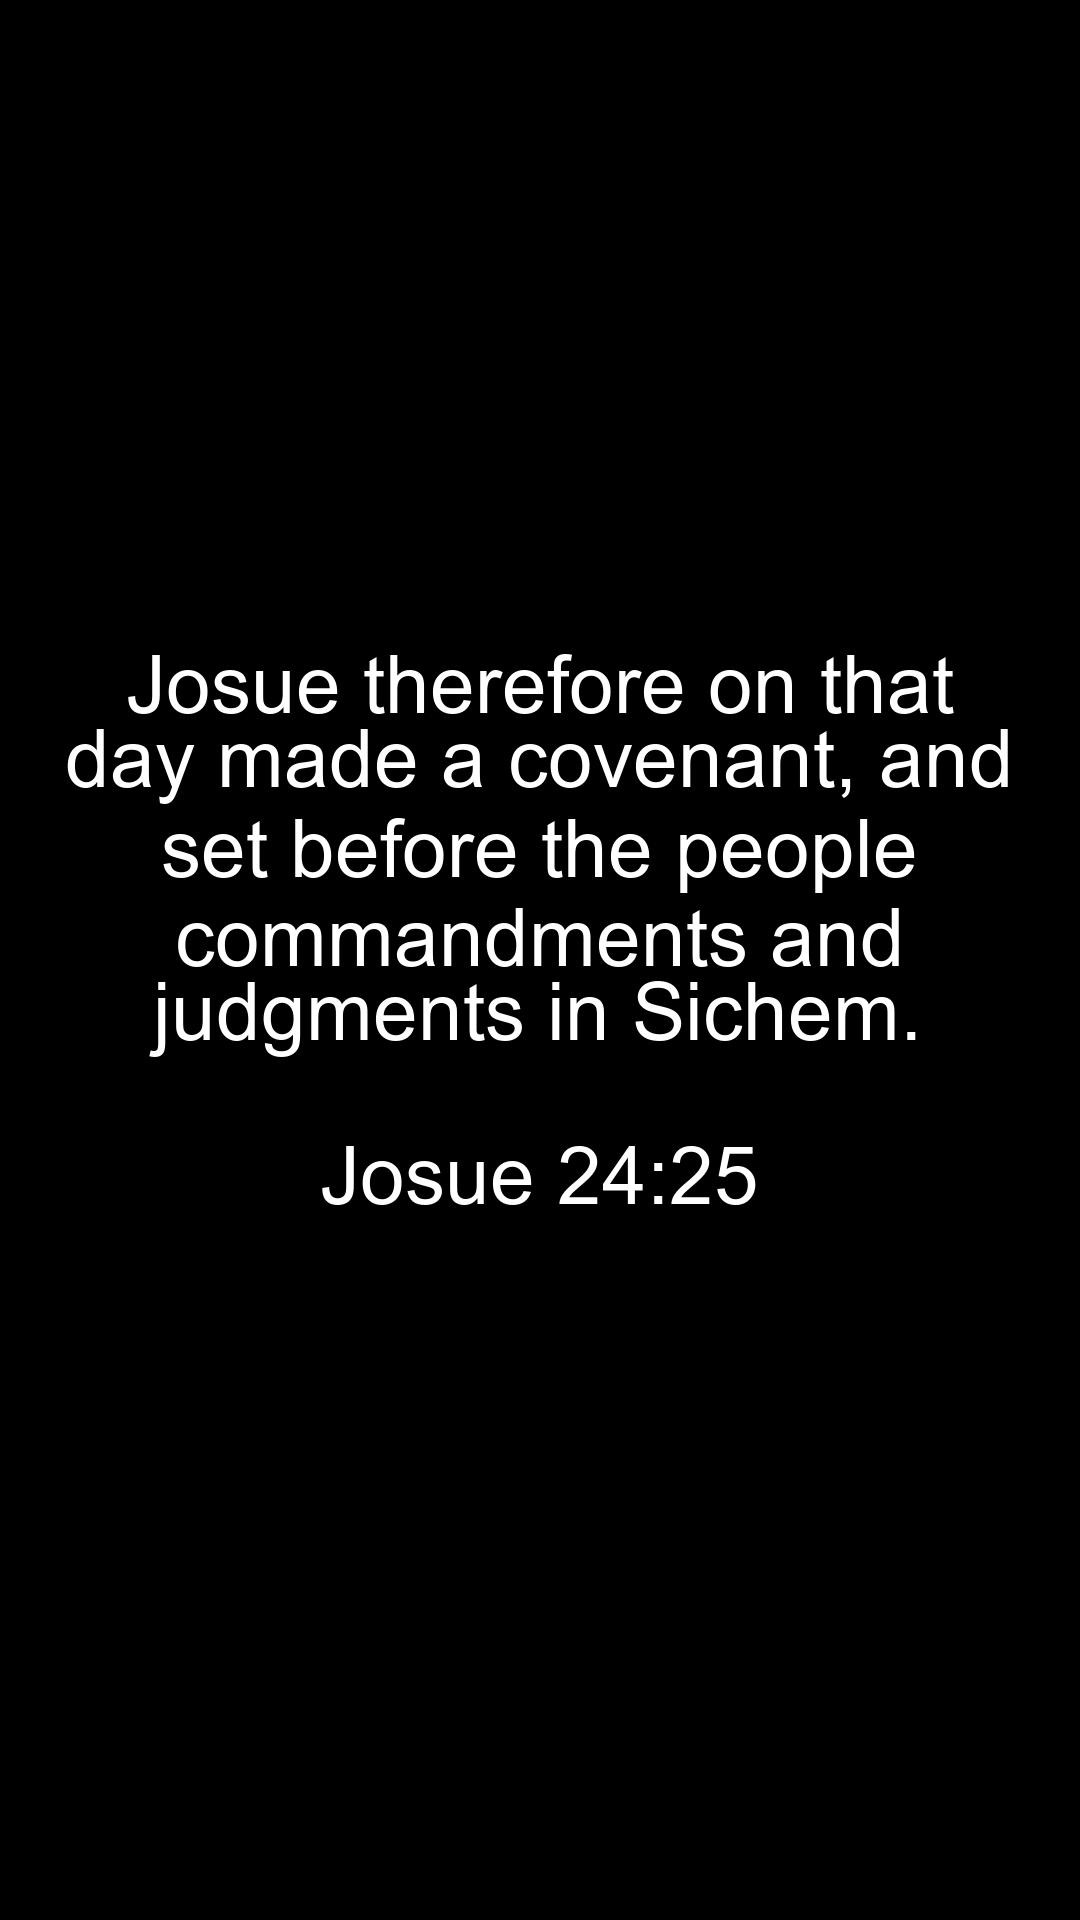 Josue therefore on that
day made a covenant, and
set before the people
commandments and
judgments in Sichem.
Josue 24:25